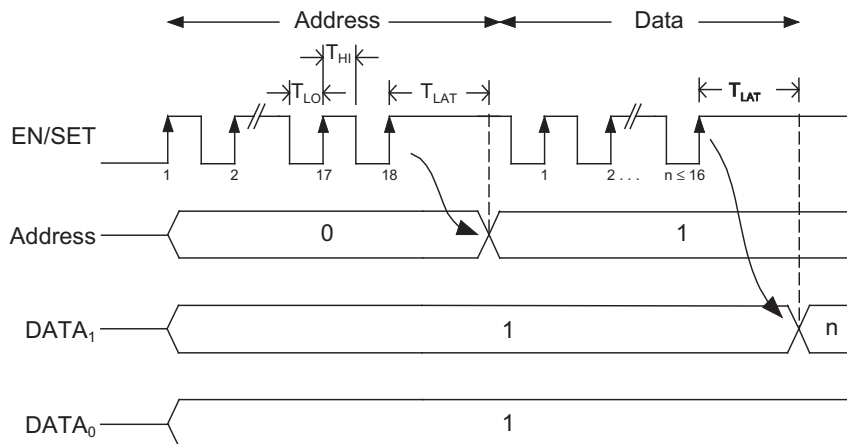 Address
Data
T_HI
T_LO
T_LAT
T_LAT
EN/SET
1
2
17
18
1
2 . . .
n ≤ 16
Address
0
1
DATA₁
1
n
DATA₀
1